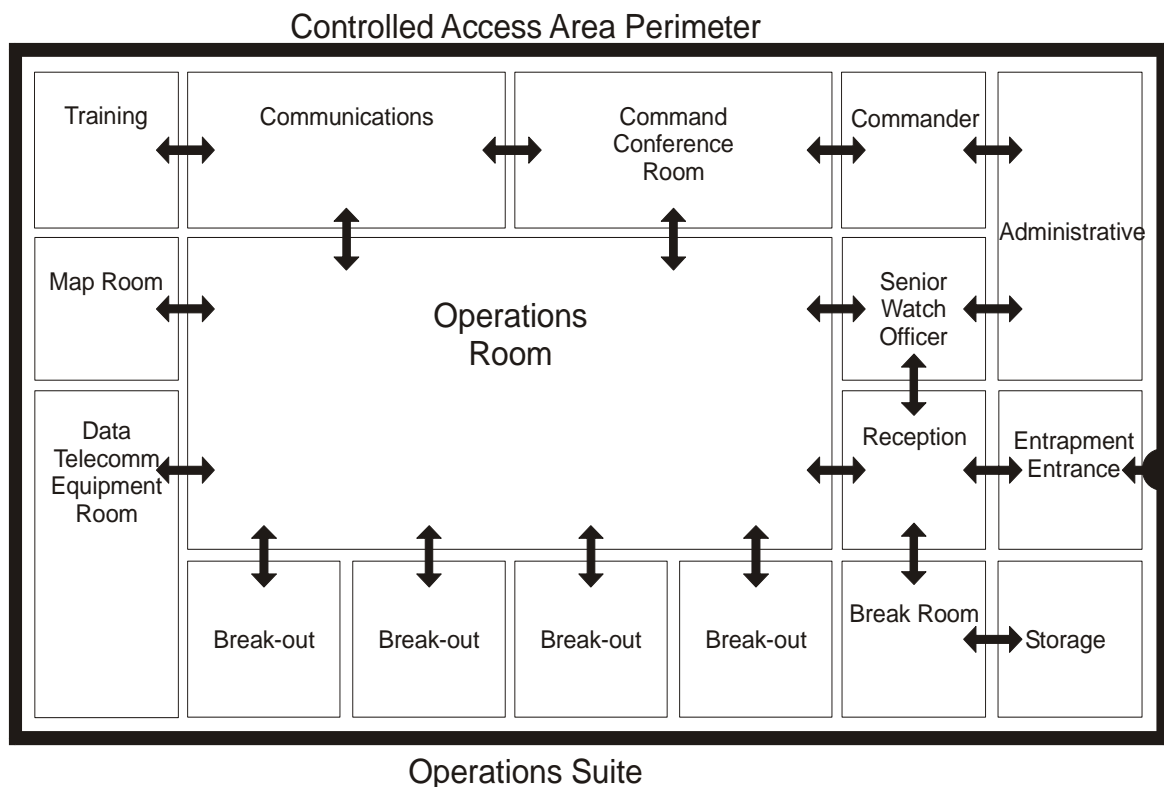 Controlled Access Area Perimeter
Training
Communications
Command
Conference
Room
Commander
Administrative
Map Room
Operations
Room
Senior
Watch
Officer
Data
Telecomm
Equipment
Room
Reception
Entrapment
Entrance
Break-out
Break-out
Break-out
Break-out
Break Room
Storage
Operations Suite